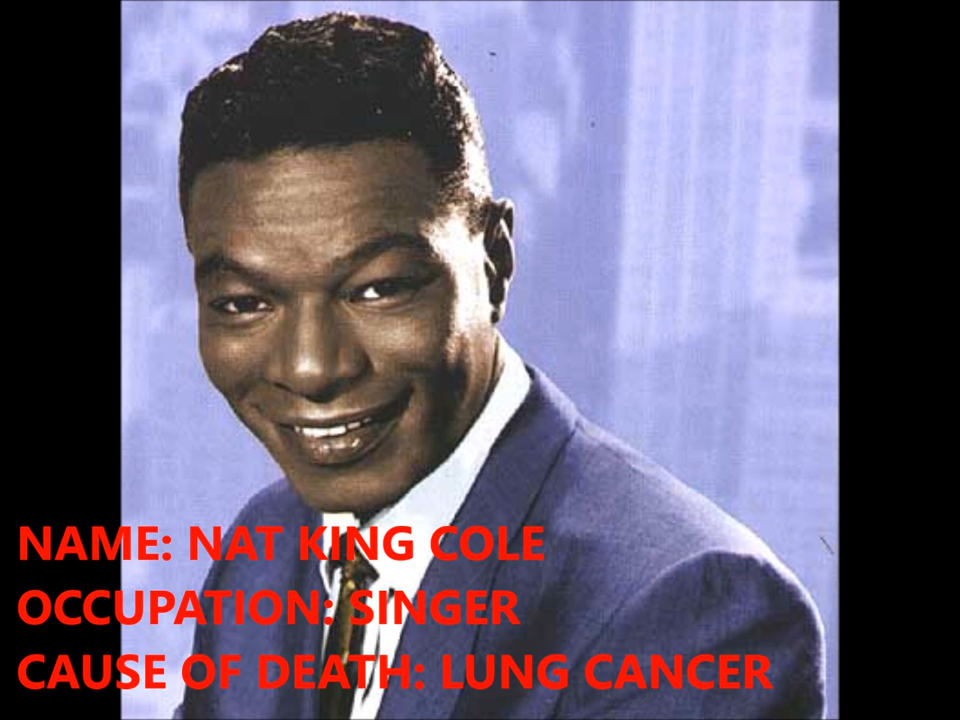 NAME: NAT KING COLE
OCCUPATION: SINGER
CAUSE OF DEATH: LUNG CANCER